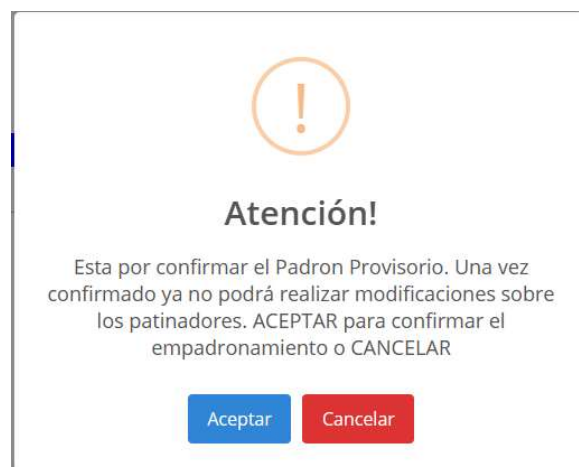 Atención!
Esta por confirmar el Padron Provisorio. Una vez
confirmado ya no podrá realizar modificaciones sobre
los patinadores. ACEPTAR para confirmar el
empadronamiento o CANCELAR
Aceptar Cancelar